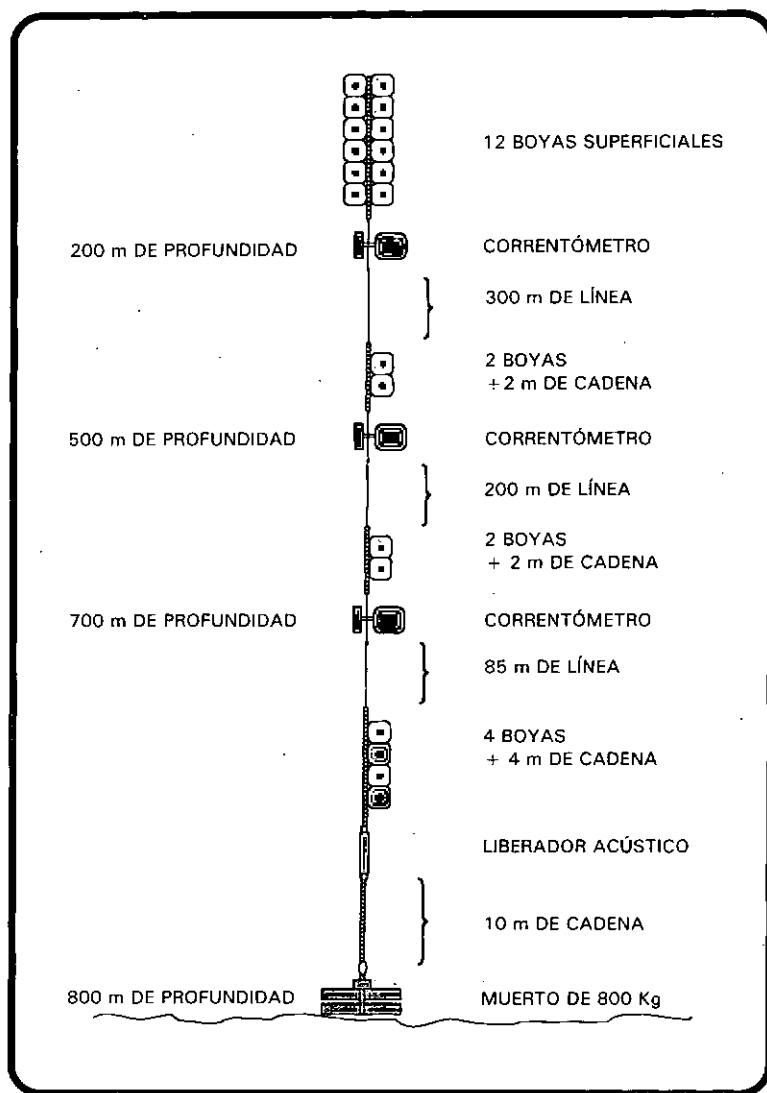 12 BOYAS SUPERFICIALES
200 m DE PROFUNDIDAD
CORRENTÓMETRO
300 m DE LÍNEA
2 BOYAS
+2 m DE CADENA
500 m DE PROFUNDIDAD
CORRENTÓMETRO
200 m DE LÍNEA
2 BOYAS
+ 2 m DE CADENA
700 m DE PROFUNDIDAD
CORRENTÓMETRO
85 m DE LÍNEA
4 BOYAS
+ 4 m DE CADENA
LIBERADOR ACÚSTICO
10 m DE CADENA
800 m DE PROFUNDIDAD
MUERTO DE 800 Kg